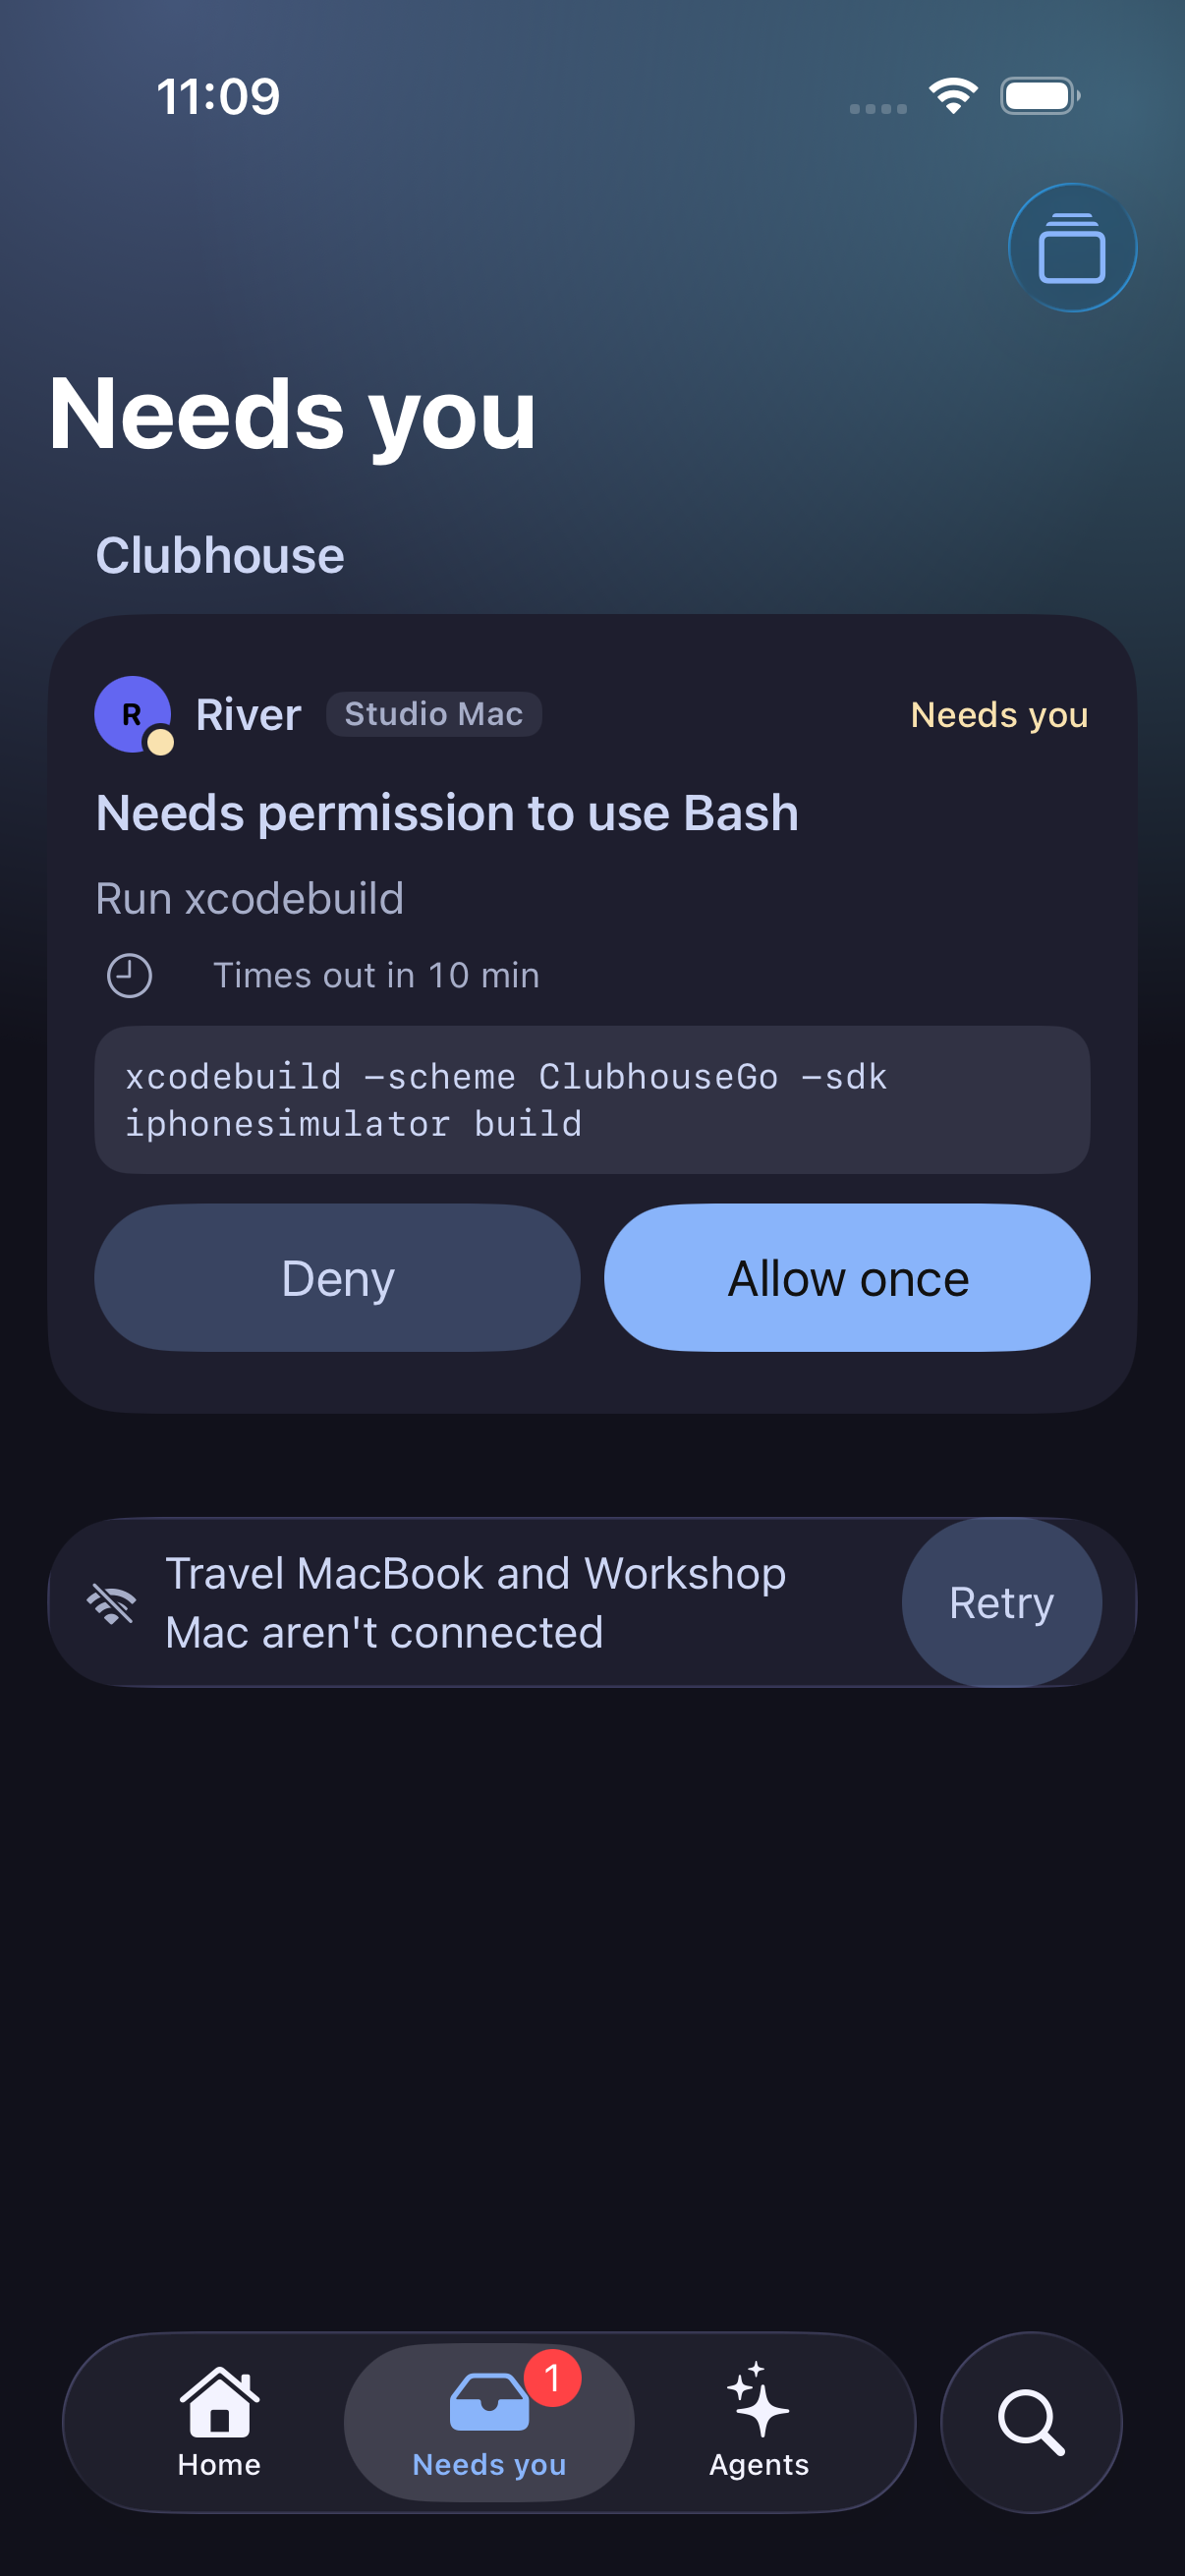 11:09
Needs you
Clubhouse
R River Studio Mac Needs you
Needs permission to use Bash
Run xcodebuild
Times out in 10 min
xcodebuild -scheme ClubhouseGo -sdk
iphonesimulator build
Deny Allow once
Travel MacBook and Workshop
Mac aren't connected
Retry
1
Home Needs you Agents